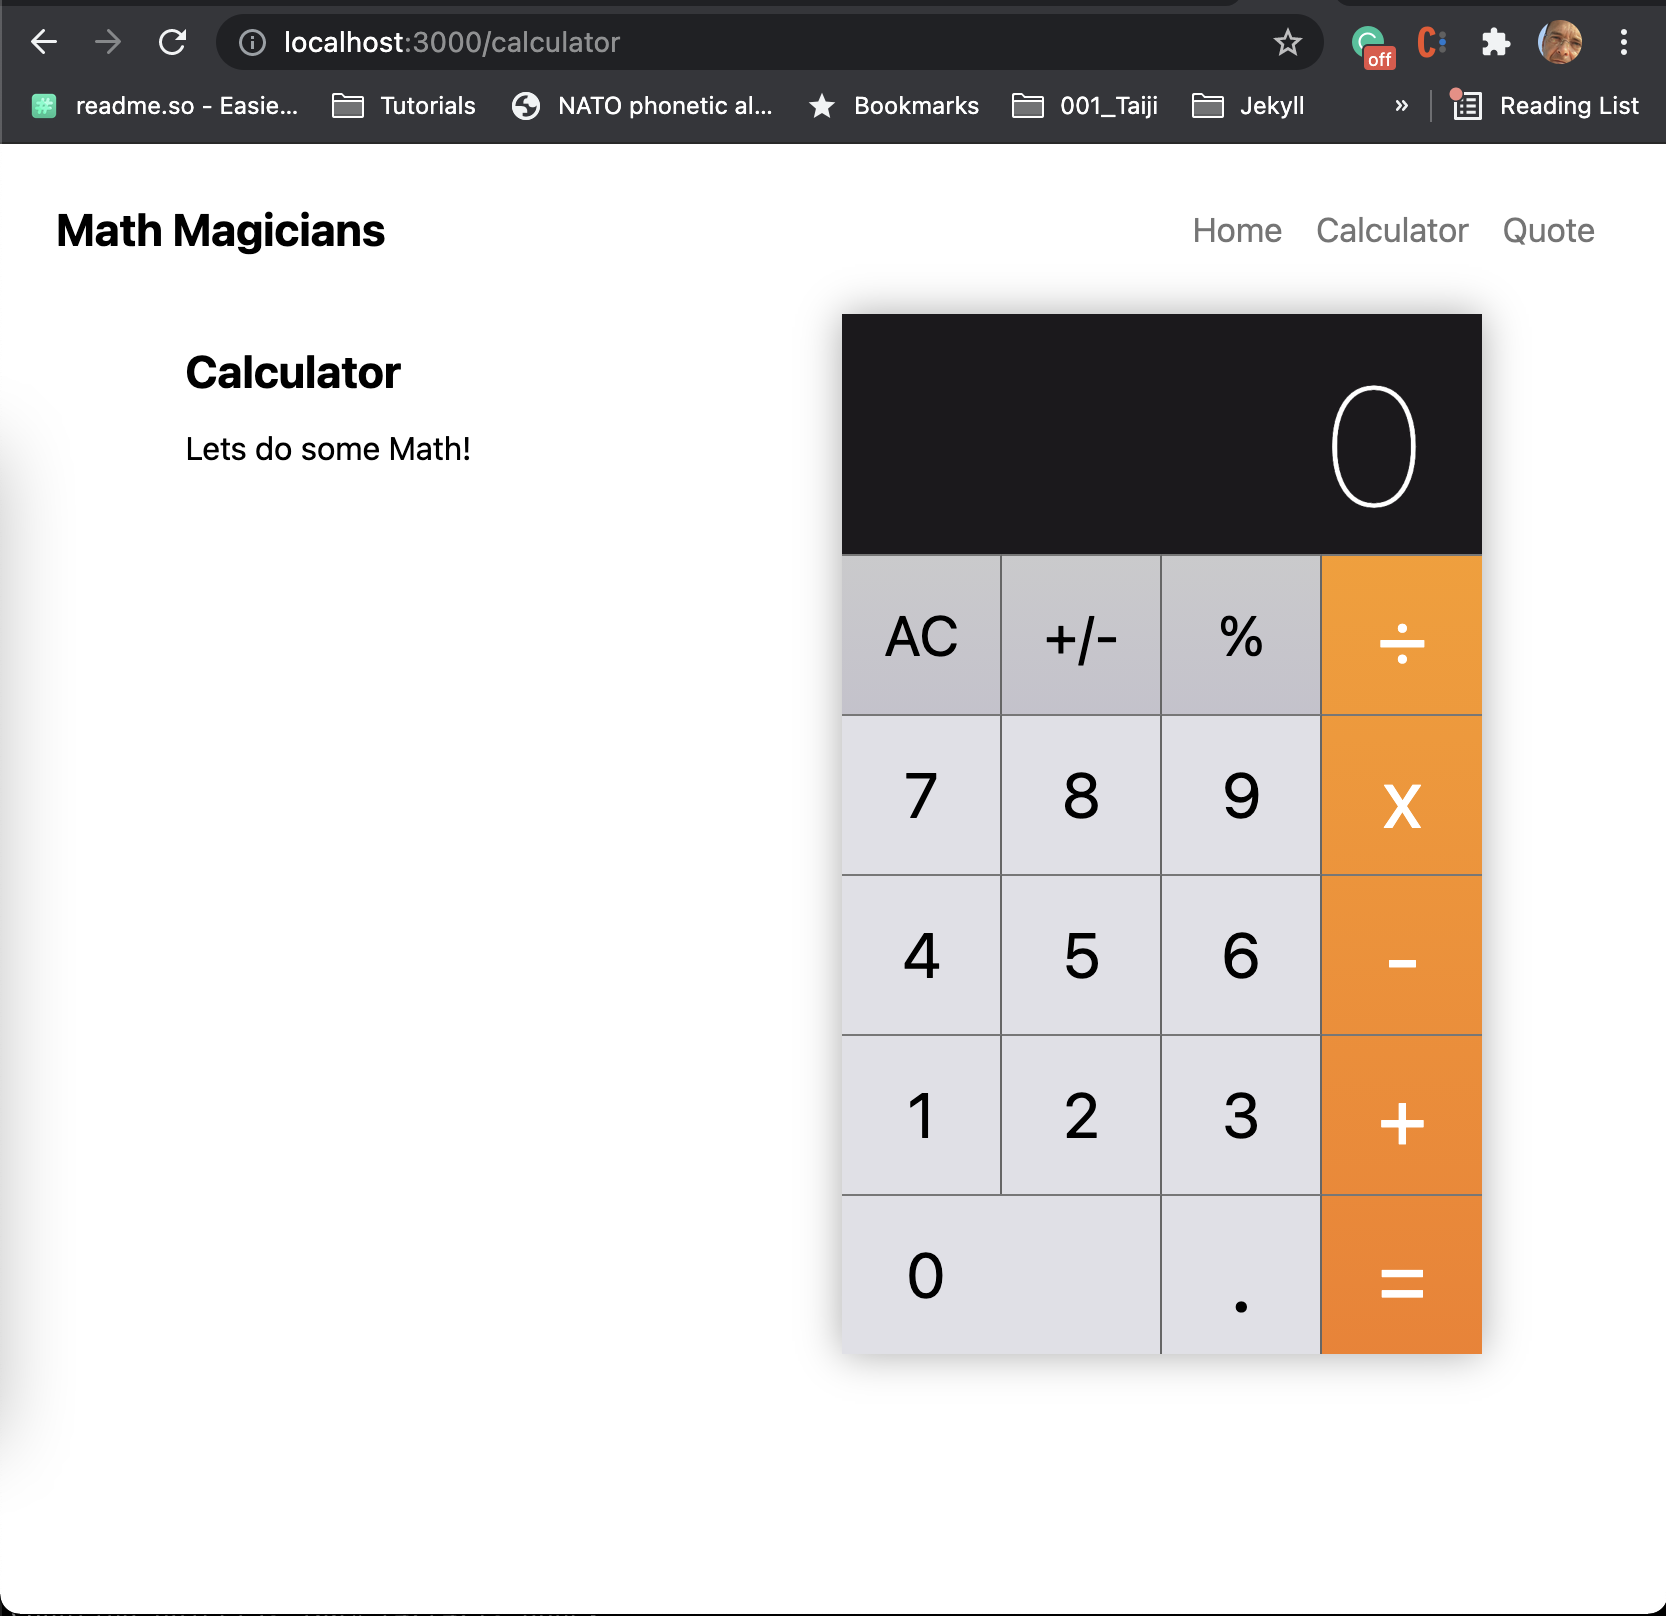 localhost:3000/calculator
off
readme.so - Easie... Tutorials NATO phonetic al... Bookmarks 001_Taiji Jekyll » Reading List
Math Magicians Home Calculator Quote
Calculator
Lets do some Math!
0
AC +/- % ÷
7 8 9 x
4 5 6 -
1 2 3 +
0 . =